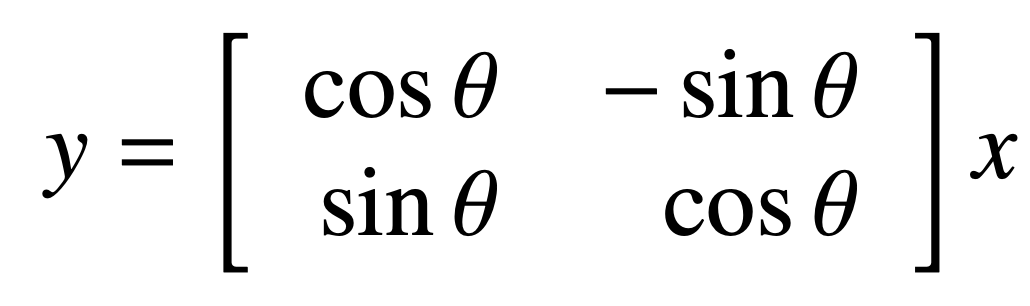 y = [ cos θ − sin θ
sin θ cos θ ] x